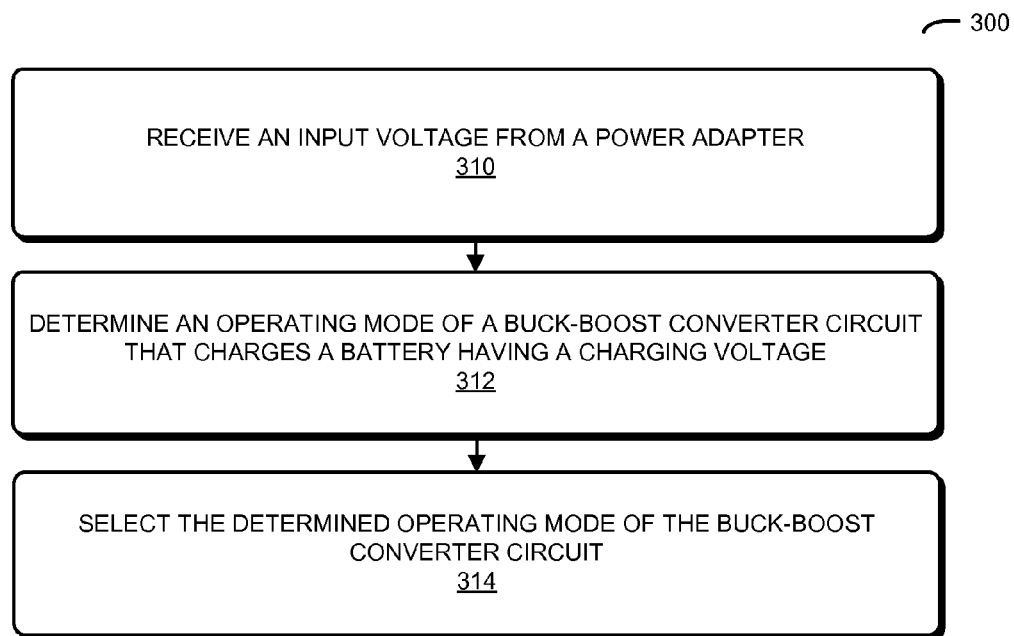 300
RECEIVE AN INPUT VOLTAGE FROM A POWER ADAPTER
310
DETERMINE AN OPERATING MODE OF A BUCK-BOOST CONVERTER CIRCUIT
THAT CHARGES A BATTERY HAVING A CHARGING VOLTAGE
312
SELECT THE DETERMINED OPERATING MODE OF THE BUCK-BOOST
CONVERTER CIRCUIT
314